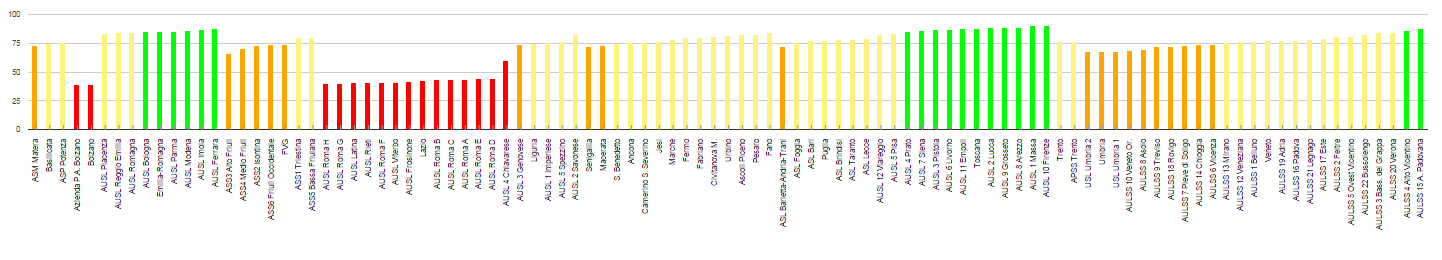 100
75
50
25
0
ASM Matera
Basilicata
ASP Potenza
Azienda P.A. Bolzano
Bolzano
AUSL Piacenza
AUSL Reggio Emilia
AUSL Romagna
AUSL Bologna
Emilia-Romagna
AUSL Parma
AUSL Modena
AUSL Imola
AUSL Ferrara
ASS3 Alto Friuli
ASS4 Medio Friuli
ASS2 Isontina
ASS6 Friuli Occidentale
FVG
ASS1 Triestina
ASS5 Bassa Friulana
AUSL Roma H
AUSL Roma G
AUSL Latina
AUSL Rieti
AUSL Roma F
AUSL Viterbo
AUSL Frosinone
Lazio
AUSL Roma B
AUSL Roma C
AUSL Roma A
AUSL Roma E
AUSL Roma D
AUSL 4 Chiavarese
AUSL 3 Genovese
Liguria
AUSL 1 Imperiese
AUSL 5 Spezzino
AUSL 2 Savonese
Senigallia
Macerata
S. Benedetto
Ancona
Camerino S. Severino
Jesi
Marche
Fermo
Fabriano
Civitanova M.
Urbino
Ascoli Piceno
Pesaro
Fano
ASL Barletta-Andria-Trani
ASL Foggia
ASL Bari
Puglia
ASL Brindisi
ASL Taranto
ASL Lecce
AUSL 12 Viareggio
AUSL 5 Pisa
AUSL 4 Prato
AUSL 7 Siena
AUSL 3 Pistoia
AUSL 6 Livorno
AUSL 11 Empoli
Toscana
AUSL 2 Lucca
AUSL 9 Grosseto
AUSL 8 Arezzo
AUSL 1 Massa
AUSL 10 Firenze
Trento
APSS Trento
USL Umbria 2
Umbria
USL Umbria 1
AULSS 10 Veneto Or.
AULSS 8 Asolo
AULSS 9 Treviso
AULSS 18 Rovigo
AULSS 7 Pieve di Soligo
AULSS 14 Chioggia
AULSS 6 Vicenza
AULSS 13 Mirano
AULSS 12 Veneziana
AULSS 1 Belluno
Veneto
AULSS 19 Adria
AULSS 16 Padova
AULSS 21 Legnago
AULSS 17 Este
AULSS 2 Feltre
AULSS 5 Ovest Vicentino
AULSS 22 Bussolengo
AULSS 3 Bass. del Grappa
AULSS 20 Verona
AULSS 4 Alto Vicentino
AULSS 15 A. Padovana